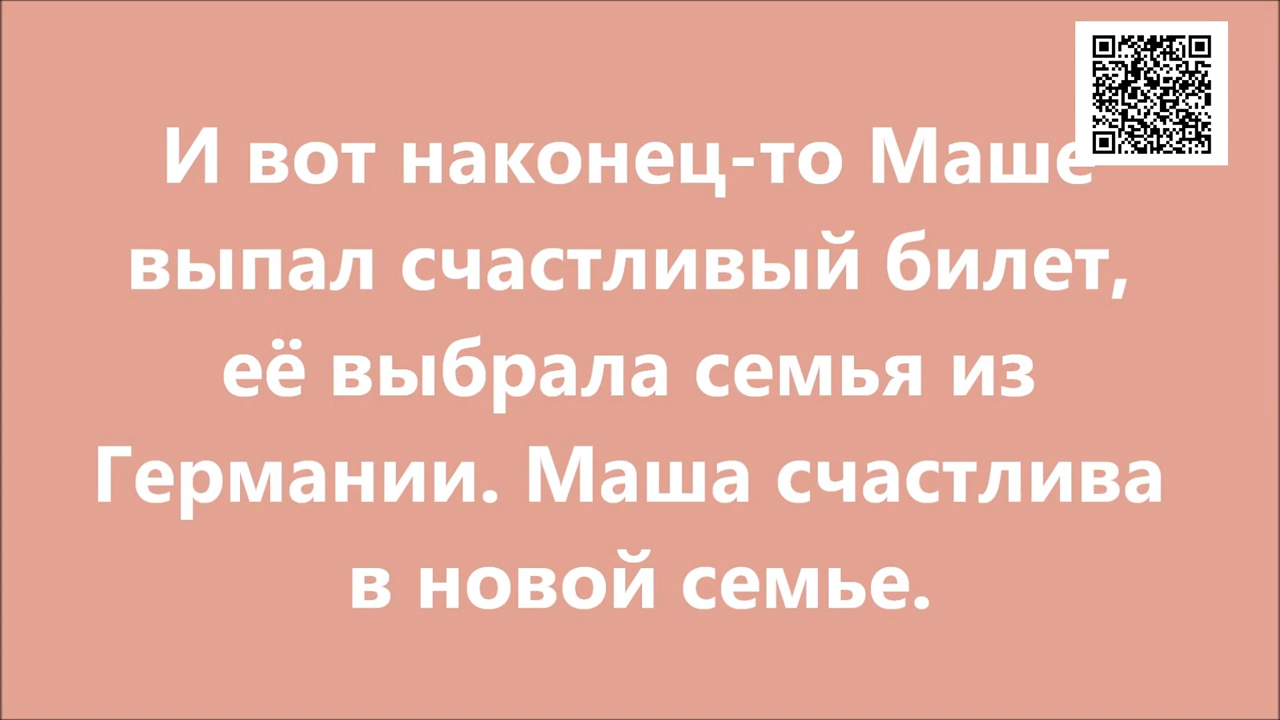 И вот наконец-то Маше
выпал счастливый билет,
её выбрала семья из
Германии. Маша счастлива
в новой семье.